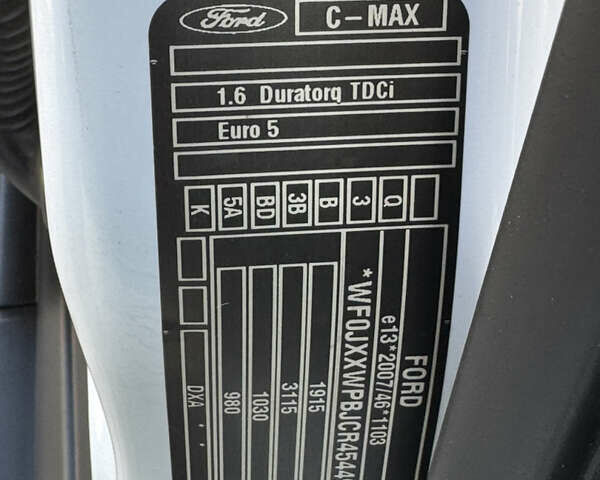 Ford C-MAX
1.6 Duratorq TDCi
Euro 5
K 5A BD 3B B 3 Q
FORD
e13*2007/46*1103
*WF0JXXWPBJCR4544
1915
3115
1030
980
DXA